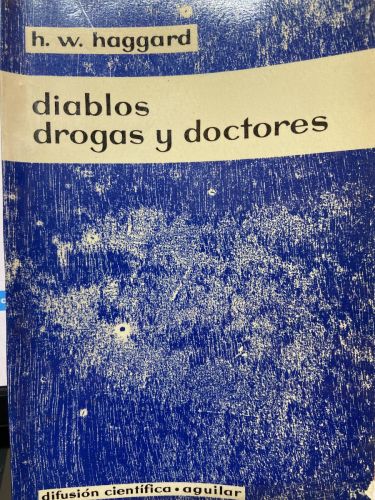 h. w. haggard
diablos
drogas y doctores
difusión científica • aguilar